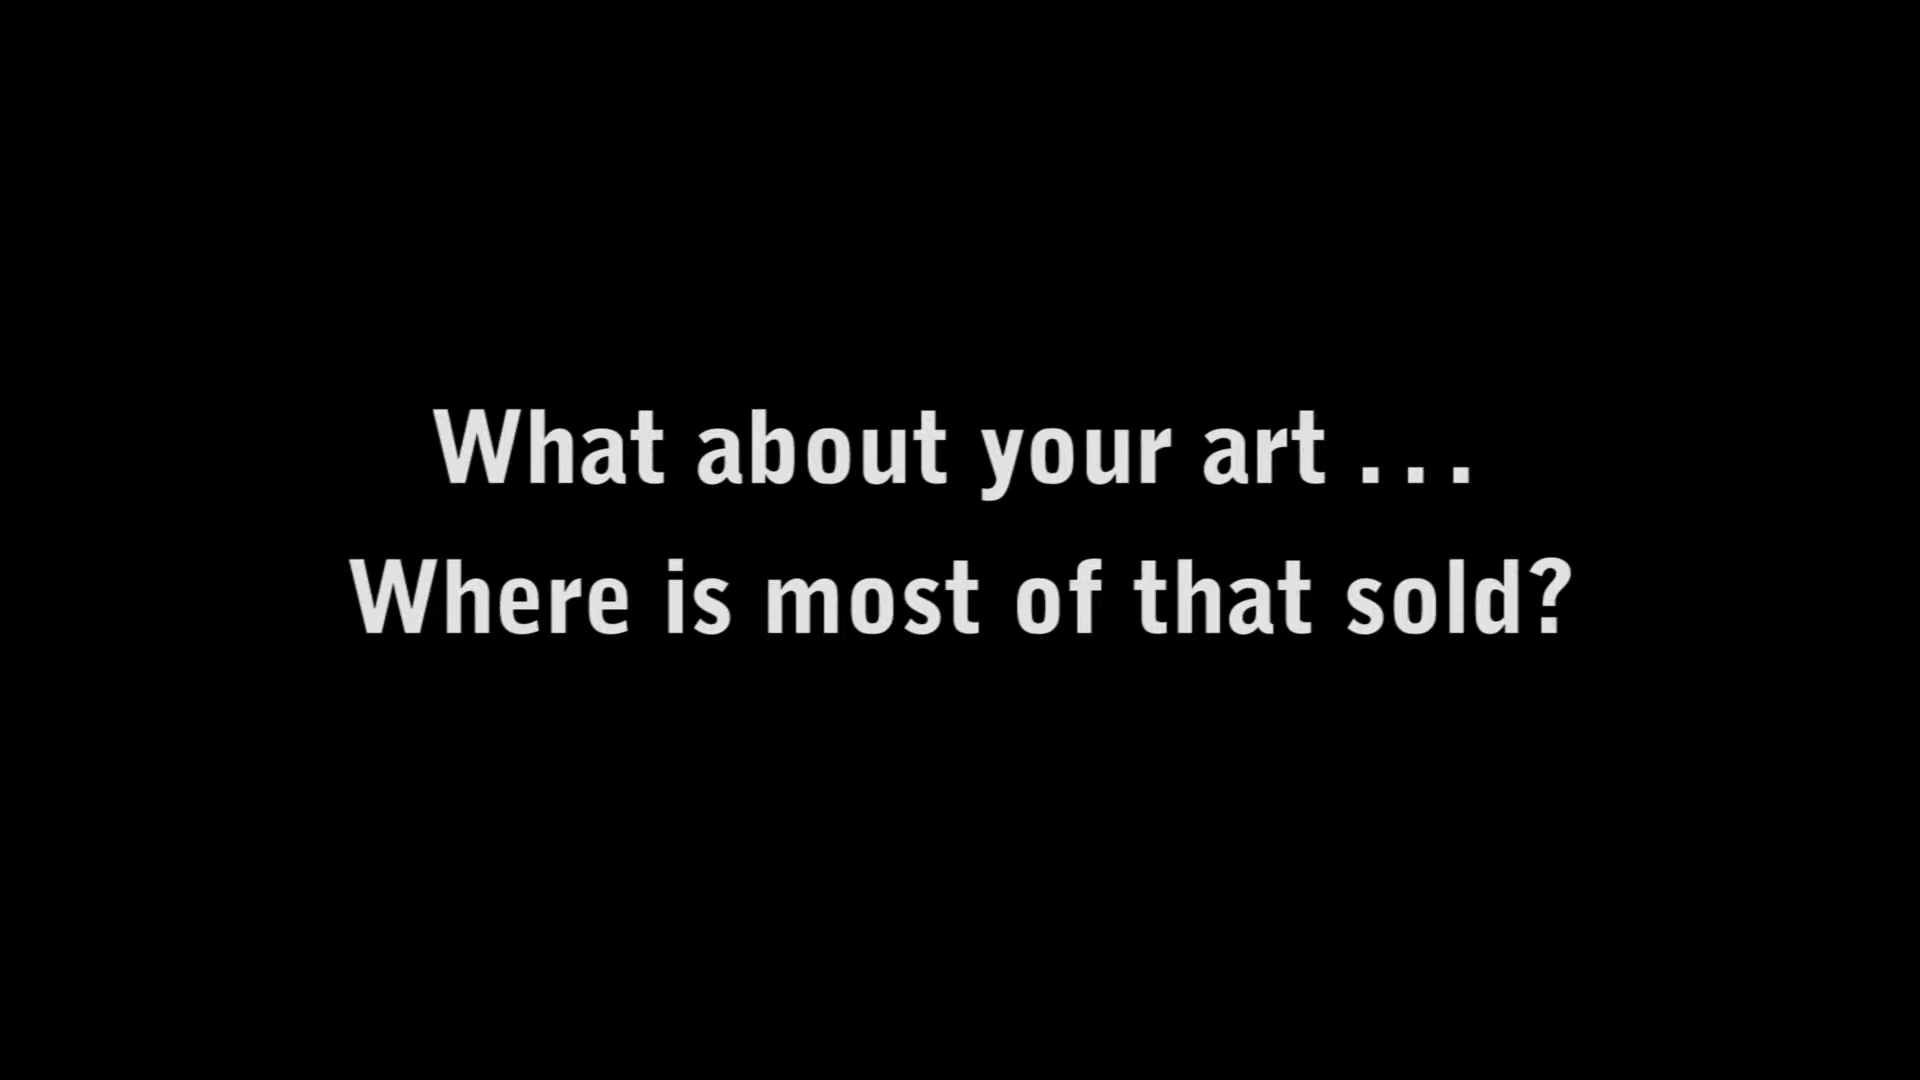 What about your art . . .
Where is most of that sold?